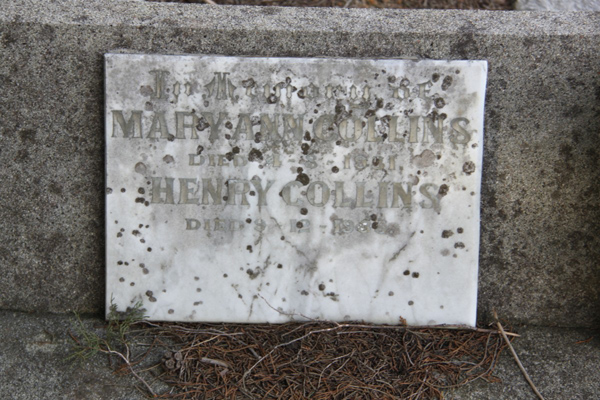 In Memory of
MARY ANN COLLINS
DIED
HENRY COLLINS
DIED